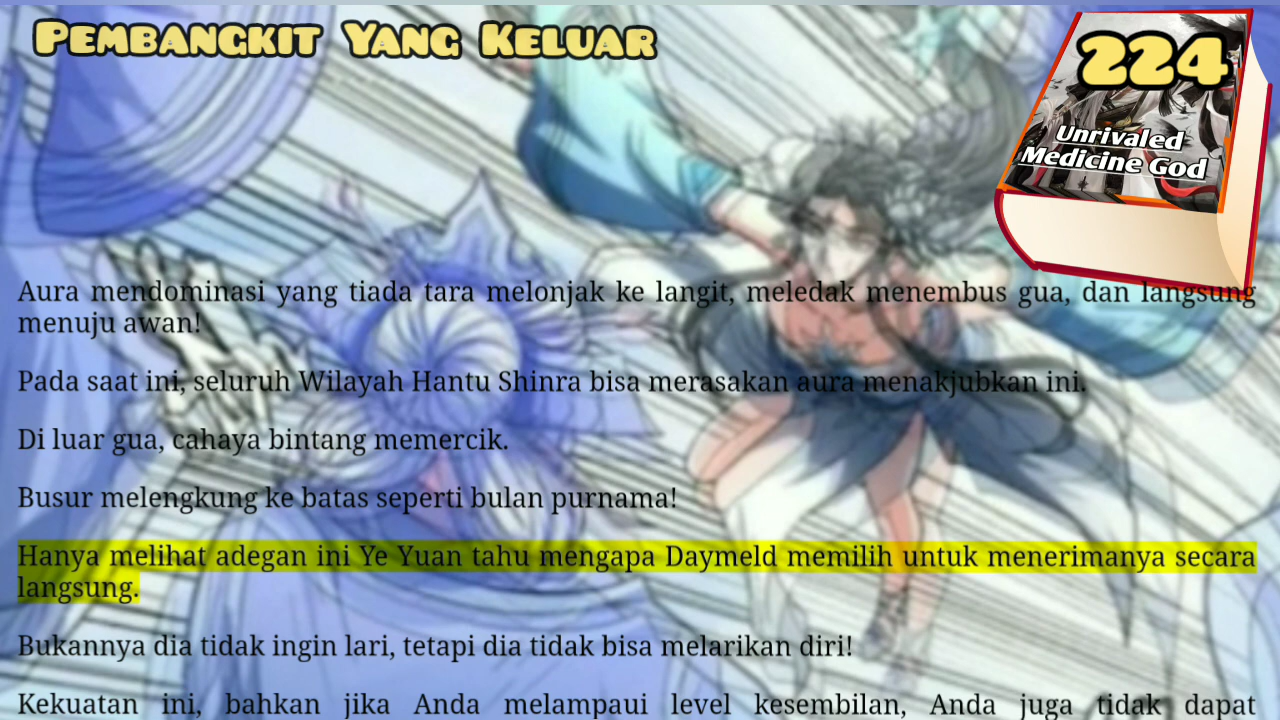 Pembangkit Yang Keluar
224
Unrivaled
Medicine God
Aura mendominasi yang tiada tara melonjak ke langit, meledak menembus gua, dan langsung
menuju awan!
Pada saat ini, seluruh Wilayah Hantu Shinra bisa merasakan aura menakjubkan ini.
Di luar gua, cahaya bintang memercik.
Busur melengkung ke batas seperti bulan purnama!
Hanya melihat adegan ini Ye Yuan tahu mengapa Daymeld memilih untuk menerimanya secara
langsung.
Bukannya dia tidak ingin lari, tetapi dia tidak bisa melarikan diri!
Kekuatan ini, bahkan jika Anda melampaui level kesembilan, Anda juga tidak dapat